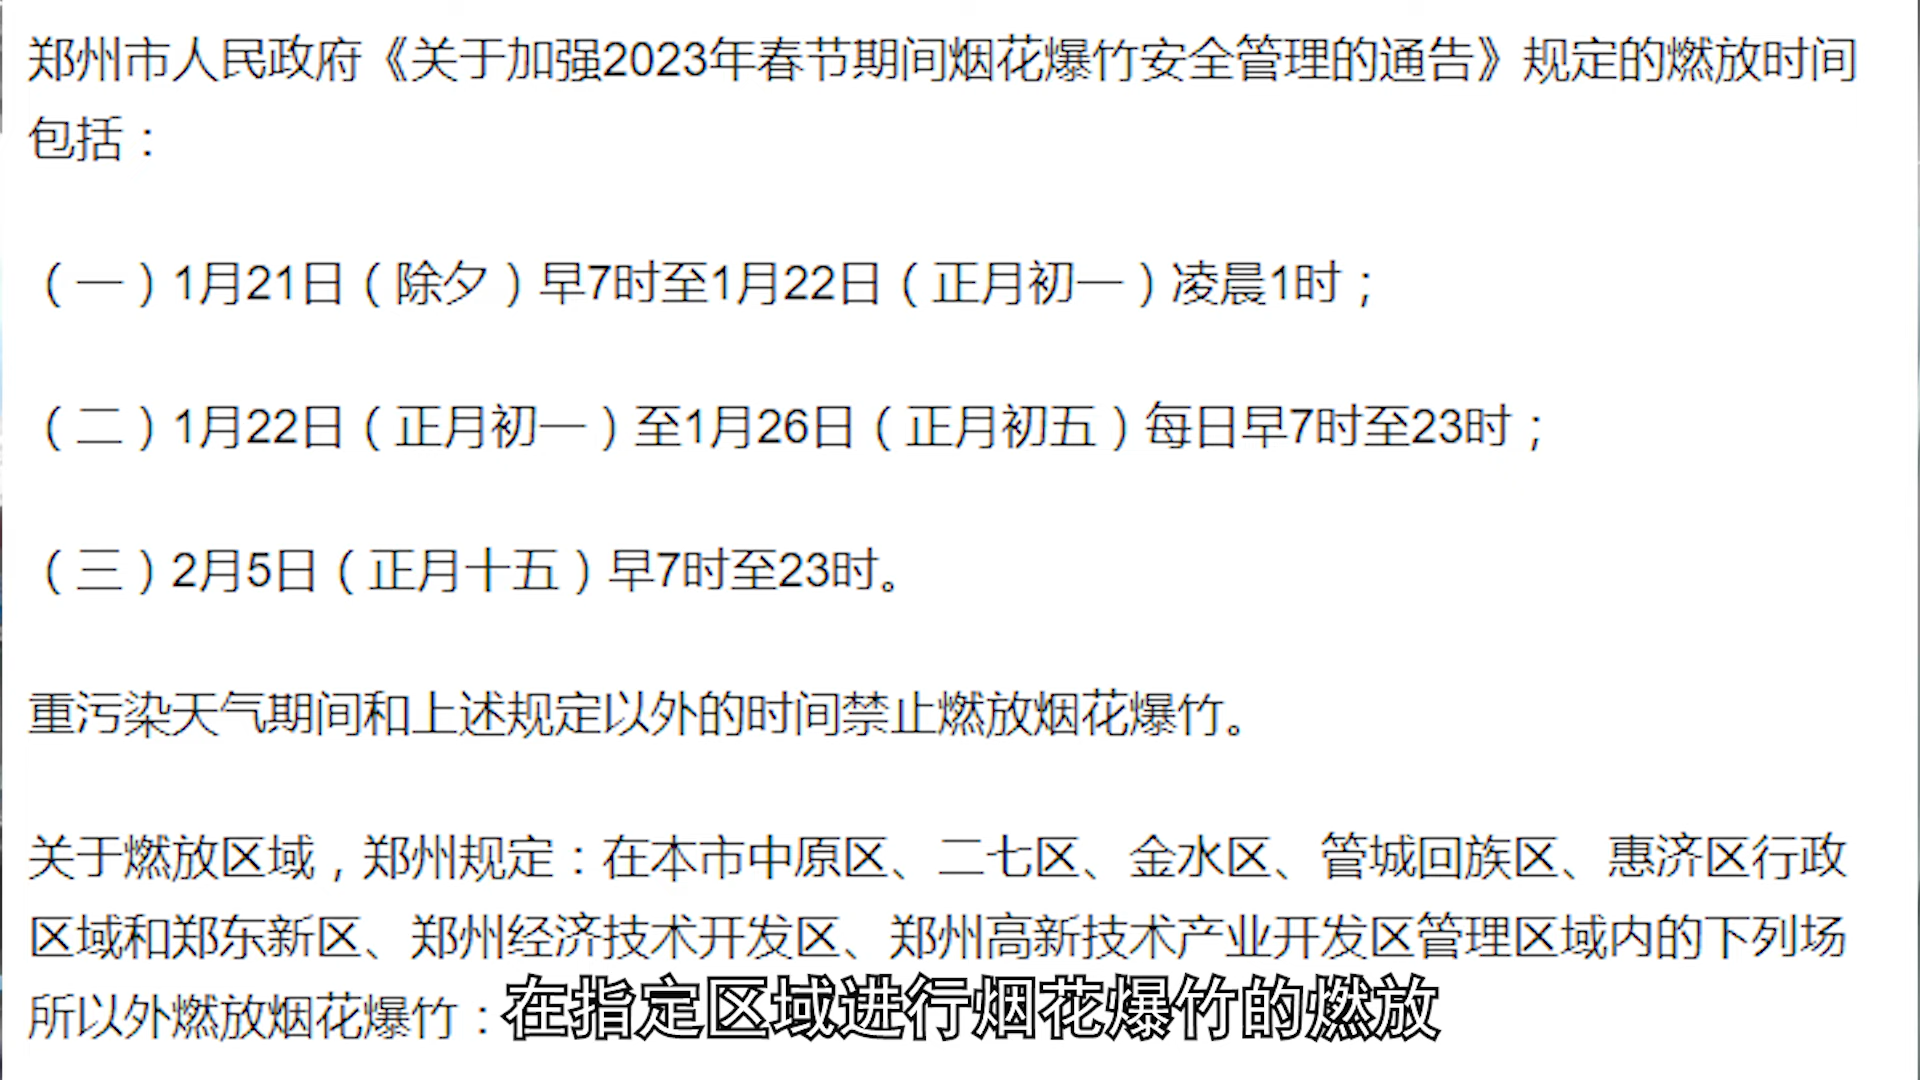 郑州市人民政府《关于加强2023年春节期间烟花爆竹安全管理的通告》规定的燃放时间
包括：
（一）1月21日（除夕）早7时至1月22日（正月初一）凌晨1时；
（二）1月22日（正月初一）至1月26日（正月初五）每日早7时至23时；
（三）2月5日（正月十五）早7时至23时。
重污染天气期间和上述规定以外的时间禁止燃放烟花爆竹。
关于燃放区域，郑州规定：在本市中原区、二七区、金水区、管城回族区、惠济区行政
区域和郑东新区、郑州经济技术开发区、郑州高新技术产业开发区管理区域内的下列场
所以外燃放烟花爆竹：
在指定区域进行烟花爆竹的燃放